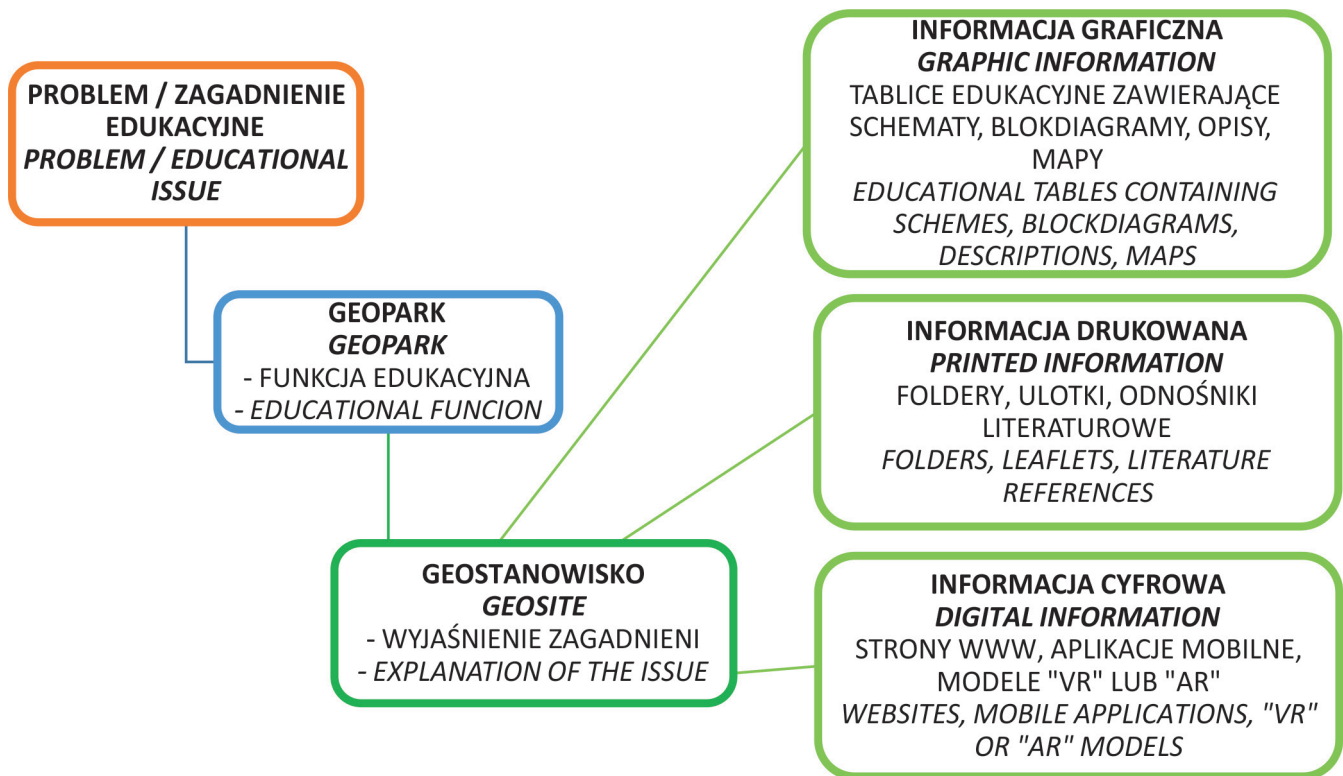 PROBLEM / ZAGADNIENIE
EDUKACYJNE
PROBLEM / EDUCATIONAL
ISSUE
GEOPARK
GEOPARK
- FUNKCJA EDUKACYJNA
- EDUCATIONAL FUNCION
GEOSTANOWISKO
GEOSITE
- WYJAŚNIENIE ZAGADNIENI
- EXPLANATION OF THE ISSUE
INFORMACJA GRAFICZNA
GRAPHIC INFORMATION
TABLICE EDUKACYJNE ZAWIERAJĄCE
SCHEMATY, BLOKDIAGRAMY, OPISY,
MAPY
EDUCATIONAL TABLES CONTAINING
SCHEMES, BLOCKDIAGRAMS,
DESCRIPTIONS, MAPS
INFORMACJA DRUKOWANA
PRINTED INFORMATION
FOLDERY, ULOTKI, ODNOŚNIKI
LITERATUROWE
FOLDERS, LEAFLETS, LITERATURE
REFERENCES
INFORMACJA CYFROWA
DIGITAL INFORMATION
STRONY WWW, APLIKACJE MOBILNE,
MODELE "VR" LUB "AR"
WEBSITES, MOBILE APPLICATIONS, "VR"
OR "AR" MODELS